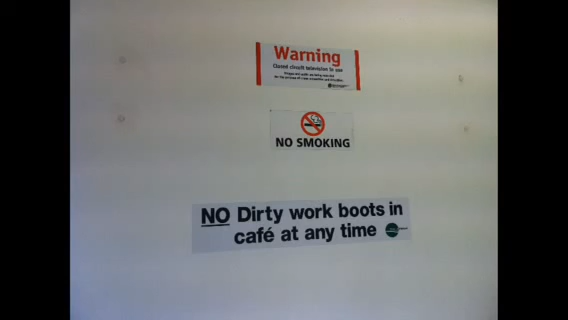 Warning
Closed circuit television in use
NO SMOKING
NO Dirty work boots in
café at any time